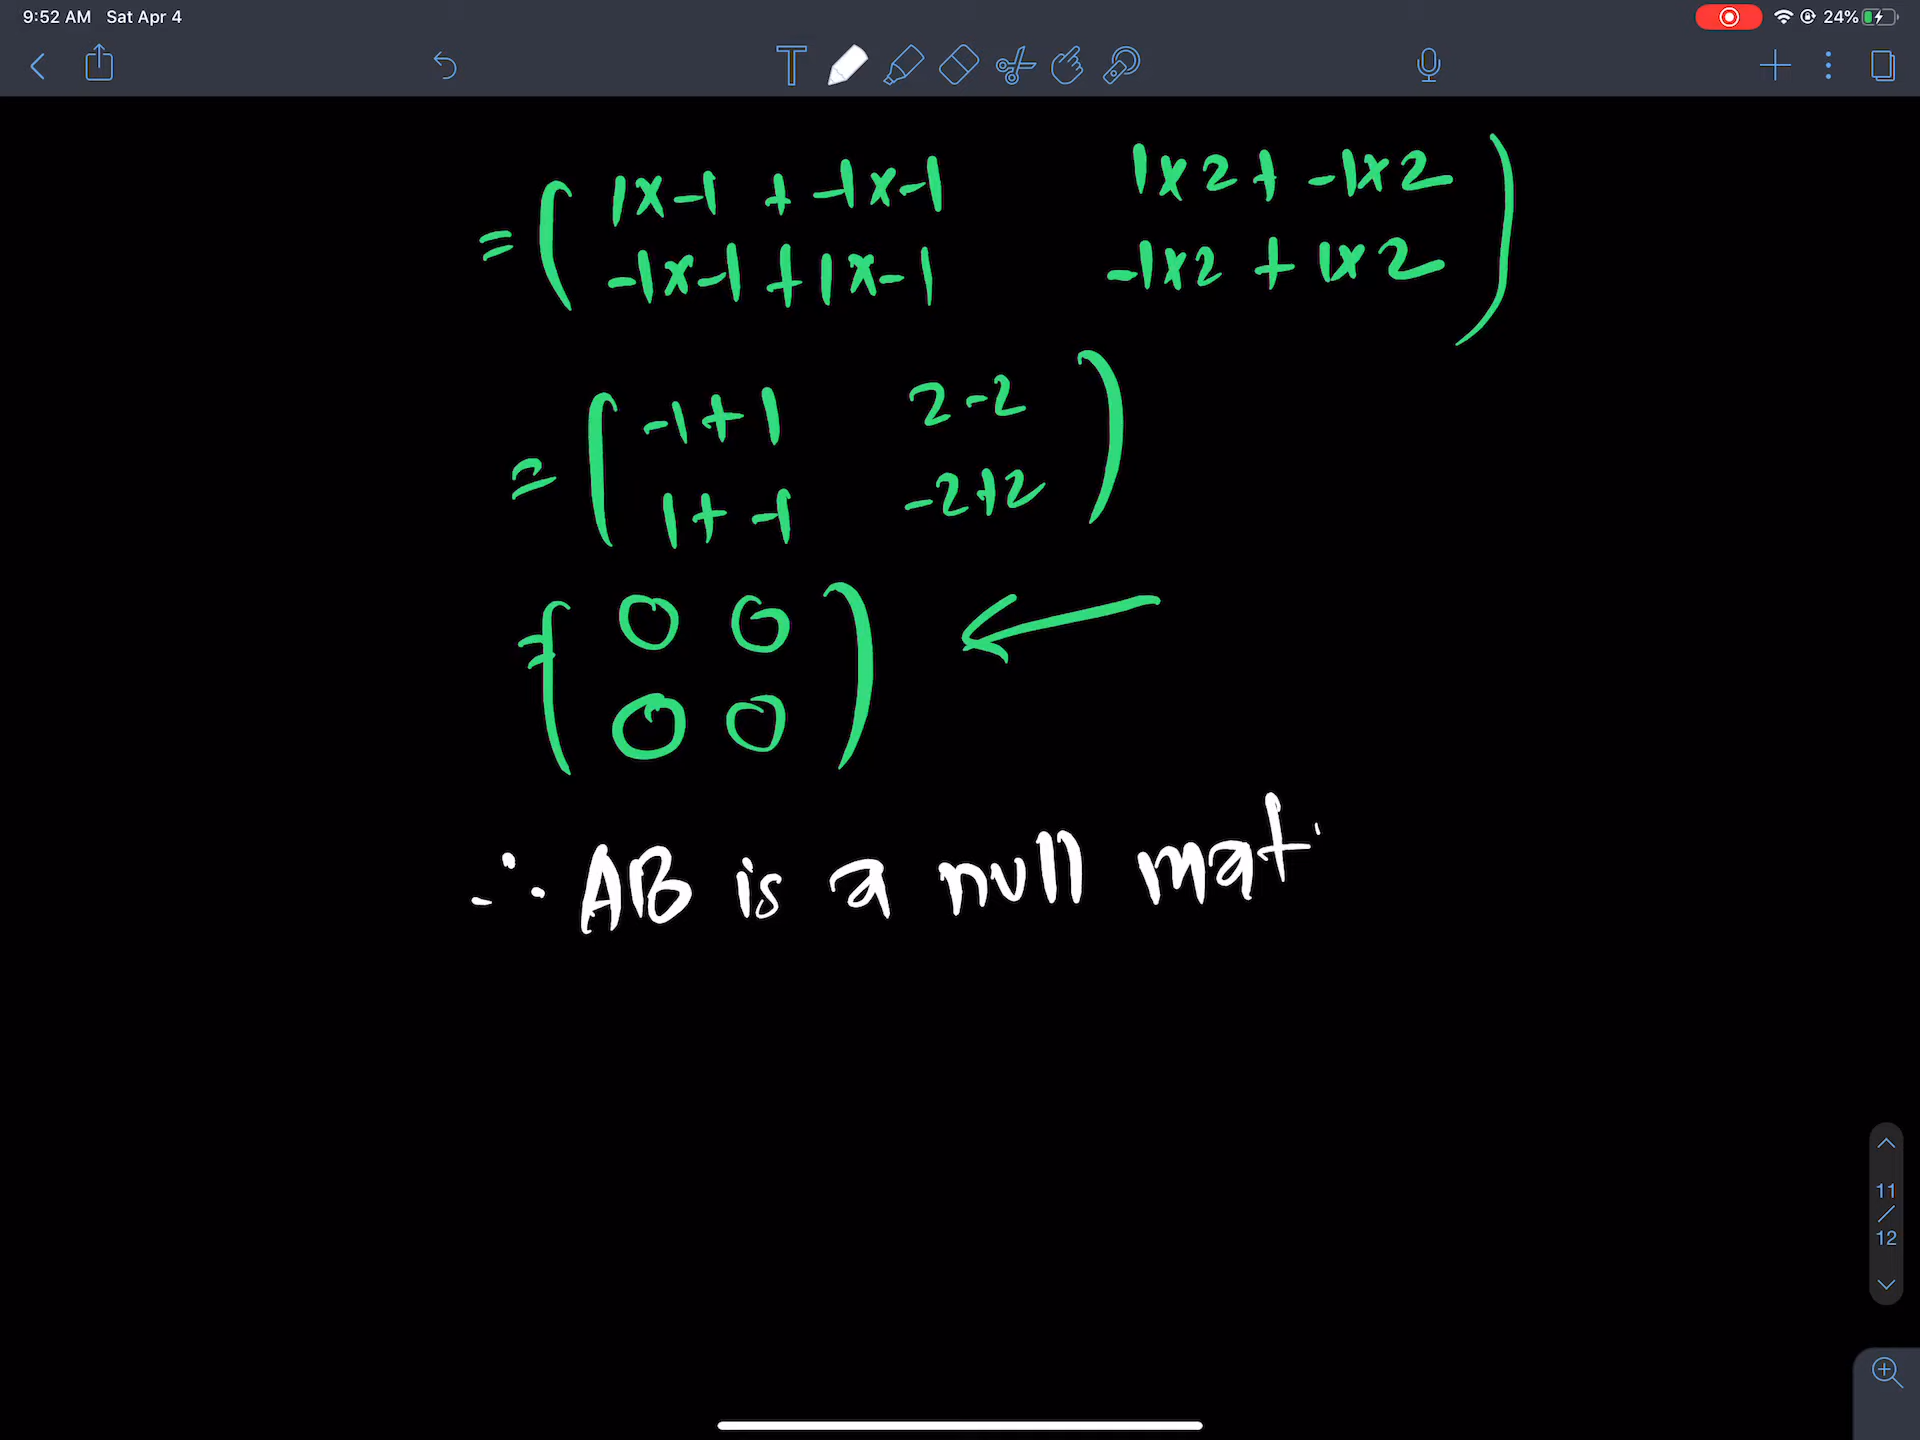 9:52 AM Sat Apr 4
24%
T
= ( 1x-1 + -1x-1 1x2 + -1x2 )
-1x-1 + 1x-1 -1x2 + 1x2
= ( -1+1 2-2 )
1+-1 -2+2
= ( 0 0 )
0 0
∴ AB is a null mat
11
/
12